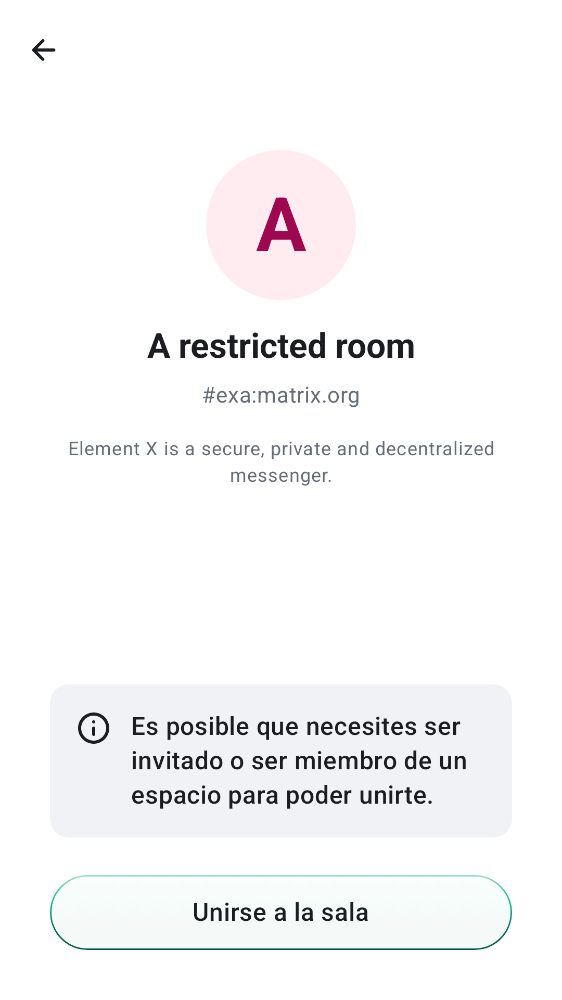 A
A restricted room
#exa:matrix.org
Element X is a secure, private and decentralized
messenger.
Es posible que necesites ser
invitado o ser miembro de un
espacio para poder unirte.
Unirse a la sala